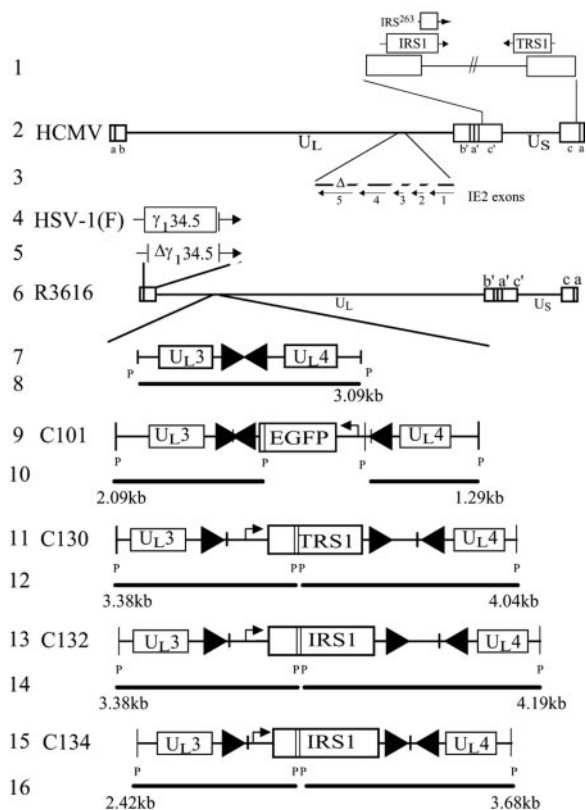 IRS263
IRS1 TRS1
1
2 HCMV
a b UL b' a' c' US c a
3
Δ
5 4 3 2 1 IE2 exons
4 HSV-1(F) γ134.5
5 Δγ134.5
b' a' c' c a
6 R3616
UL US
7 UL3 UL4
P P
8
3.09kb
9 C101 UL3 EGFP UL4
P P P P
10
2.09kb 1.29kb
11 C130 UL3 TRS1 UL4
P P P P
12
3.38kb 4.04kb
13 C132 UL3 IRS1 UL4
P P P P
14
3.38kb 4.19kb
15 C134 UL3 IRS1 UL4
P P P P
16
2.42kb 3.68kb